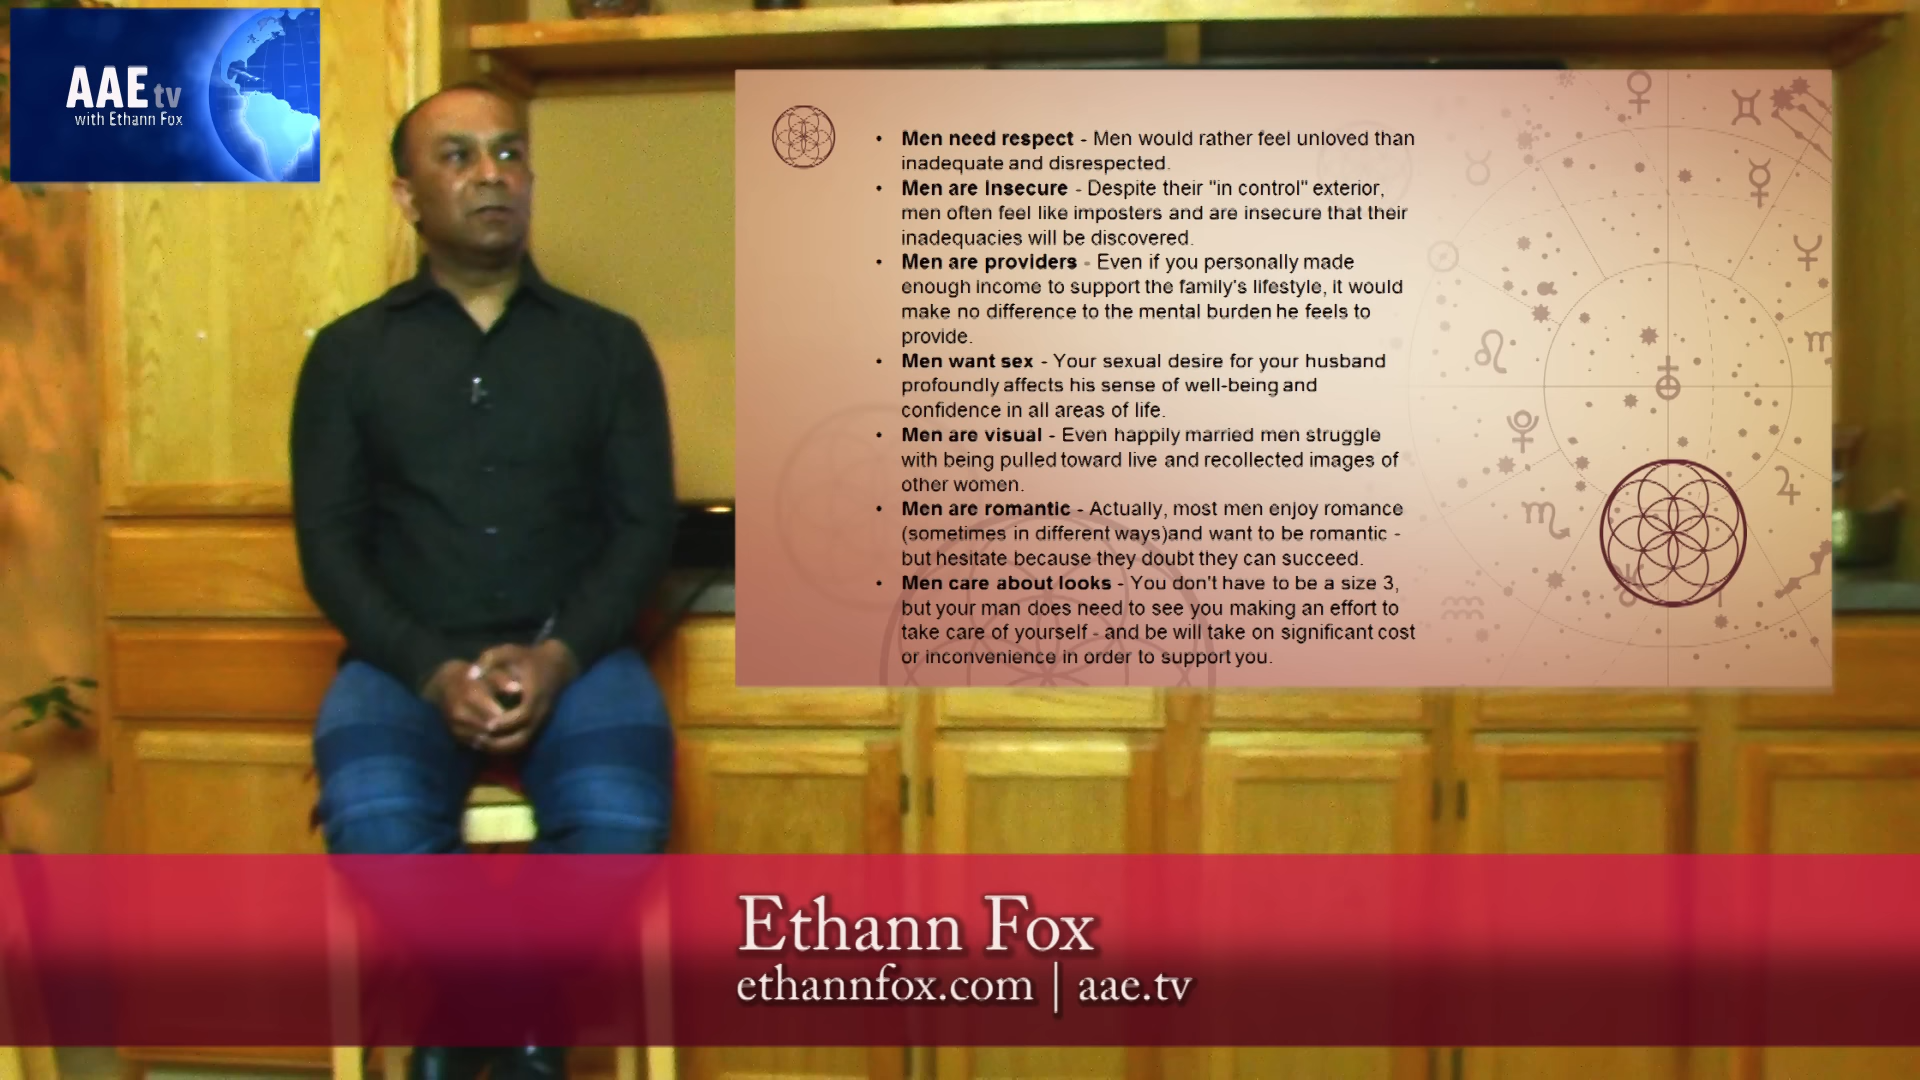 AAE tv
with Ethann Fox
• Men need respect - Men would rather feel unloved than
inadequate and disrespected.
• Men are Insecure - Despite their "in control" exterior,
men often feel like imposters and are insecure that their
inadequacies will be discovered.
• Men are providers - Even if you personally made
enough income to support the family's lifestyle, it would
make no difference to the mental burden he feels to
provide.
• Men want sex - Your sexual desire for your husband
profoundly affects his sense of well-being and
confidence in all areas of life.
• Men are visual - Even happily married men struggle
with being pulled toward live and recollected images of
other women.
• Men are romantic - Actually, most men enjoy romance
(sometimes in different ways)and want to be romantic -
but hesitate because they doubt they can succeed.
• Men care about looks - You don't have to be a size 3,
but your man does need to see you making an effort to
take care of yourself - and be will take on significant cost
or inconvenience in order to support you.
Ethann Fox
ethannfox.com | aae.tv